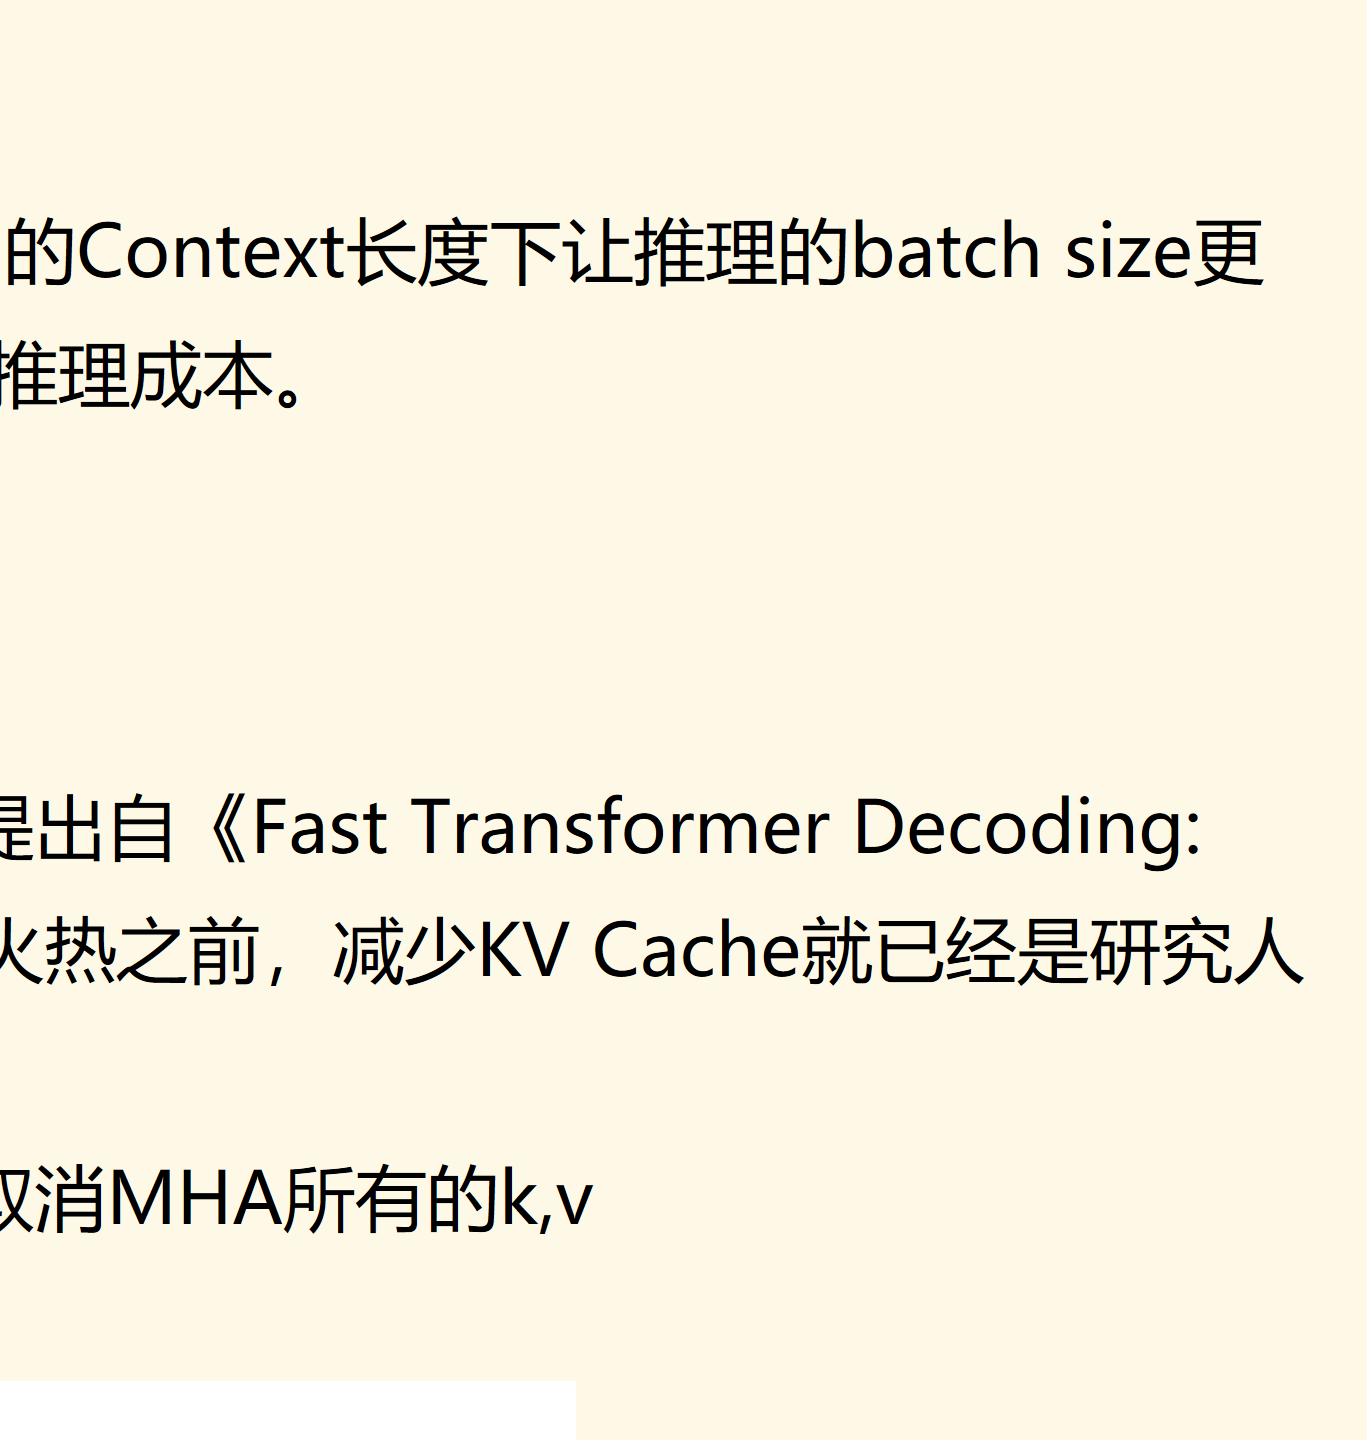 的Context长度下让推理的batch size更
推理成本。
是出自《Fast Transformer Decoding:
火热之前，减少KV Cache就已经是研究人
取消MHA所有的k,v